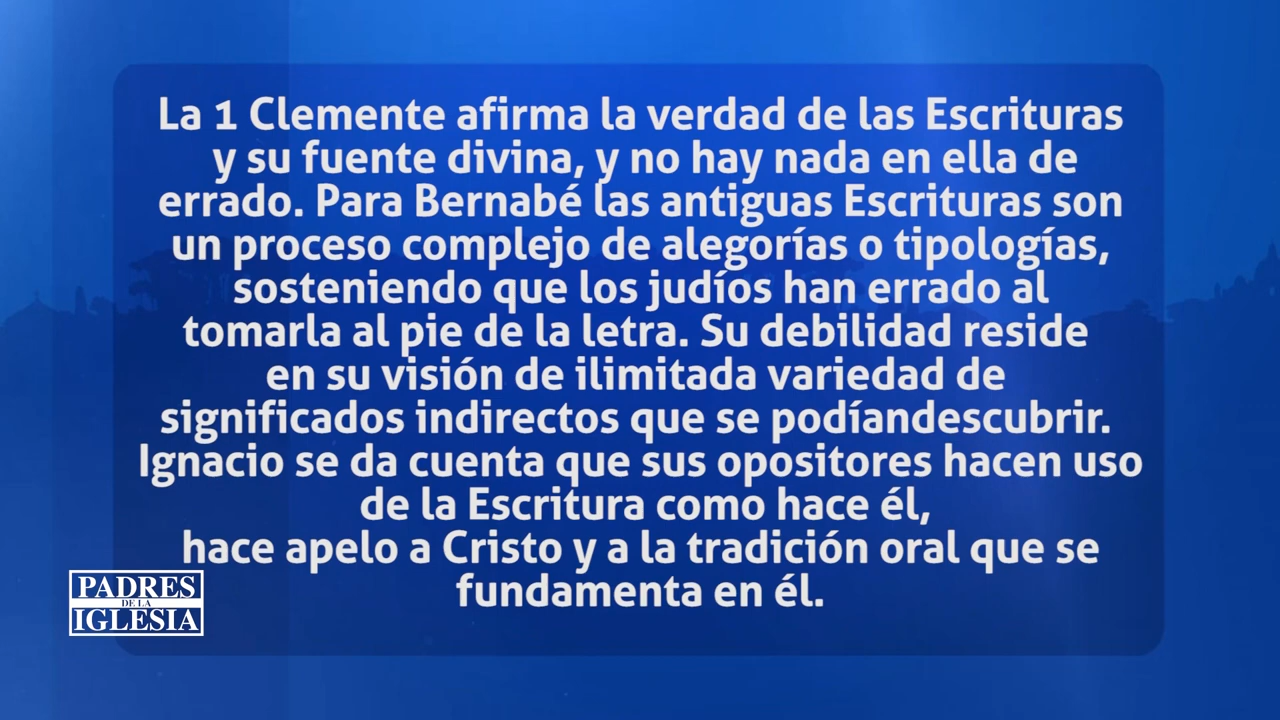 La 1 Clemente afirma la verdad de las Escrituras
y su fuente divina, y no hay nada en ella de
errado. Para Bernabé las antiguas Escrituras son
un proceso complejo de alegorías o tipologías,
sosteniendo que los judíos han errado al
tomarla al pie de la letra. Su debilidad reside
en su visión de ilimitada variedad de
significados indirectos que se podíandescubrir.
Ignacio se da cuenta que sus opositores hacen uso
de la Escritura como hace él,
hace apelo a Cristo y a la tradición oral que se
fundamenta en él.
PADRES
DE LA
IGLESIA